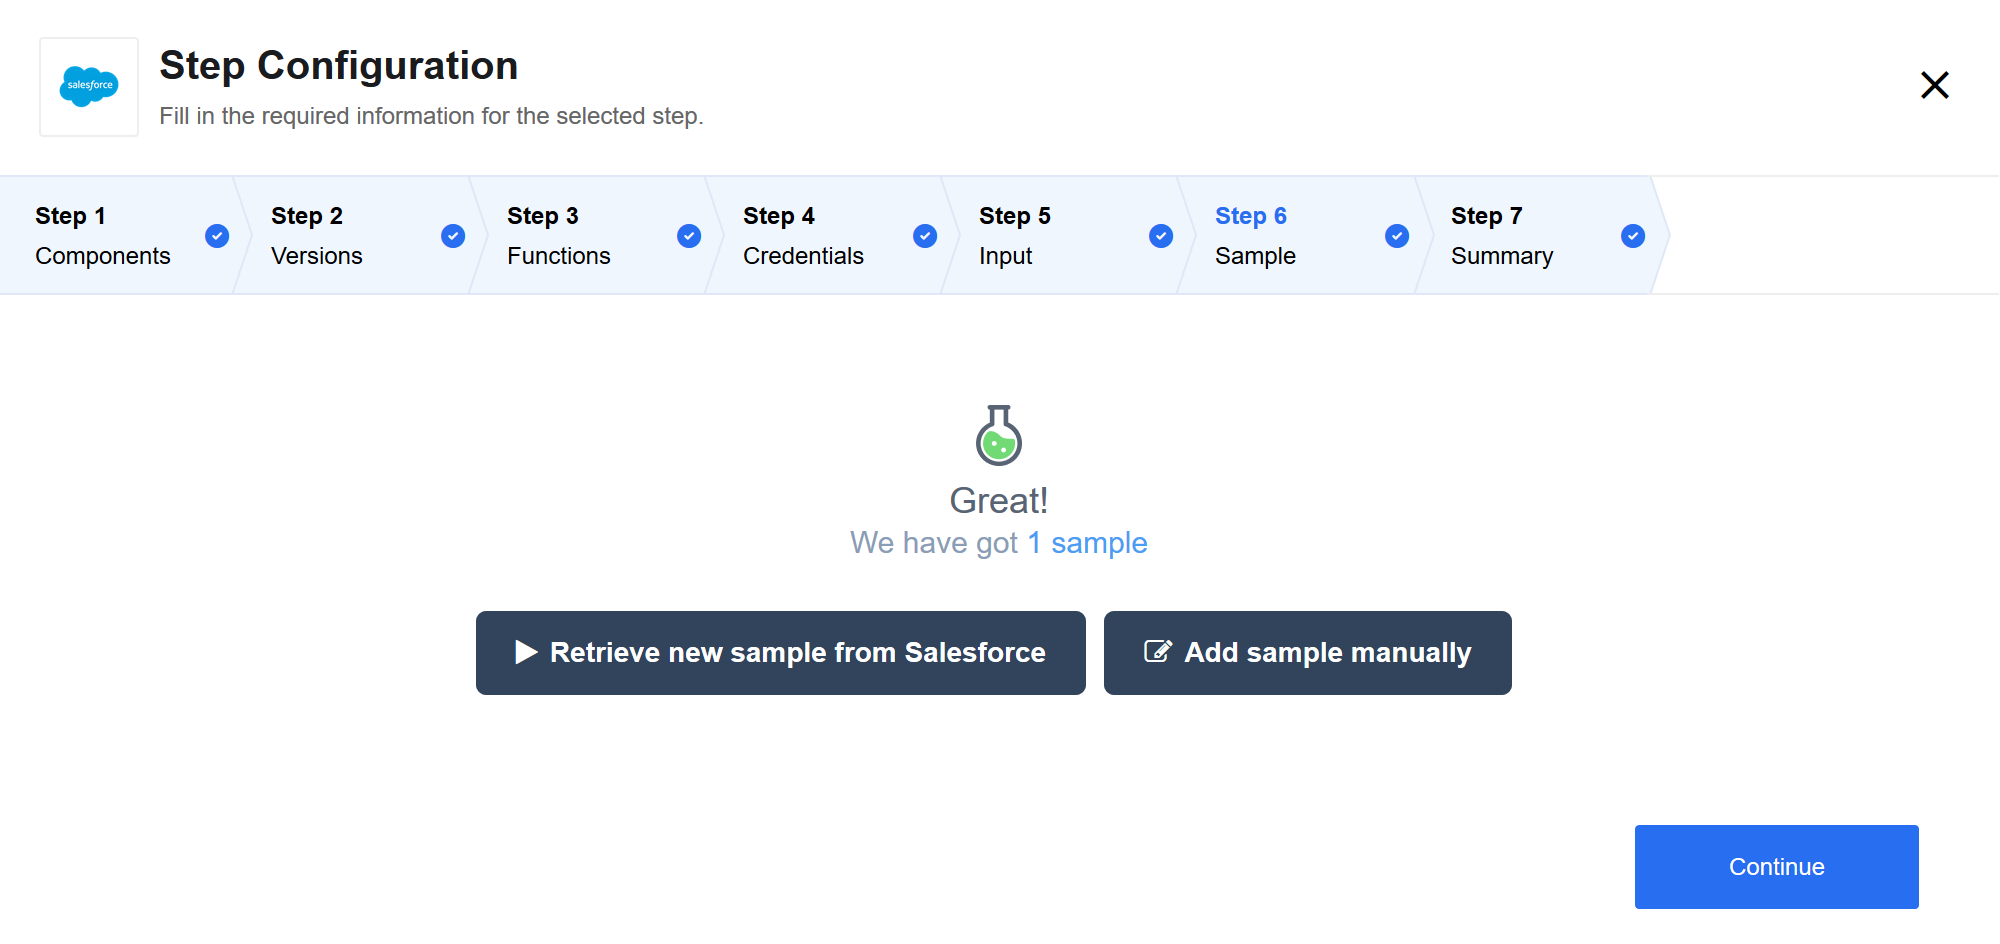 salesforce
Step Configuration
Fill in the required information for the selected step.
Step 1
Components
Step 2
Versions
Step 3
Functions
Step 4
Credentials
Step 5
Input
Step 6
Sample
Step 7
Summary
Great!
We have got 1 sample
Retrieve new sample from Salesforce
Add sample manually
Continue